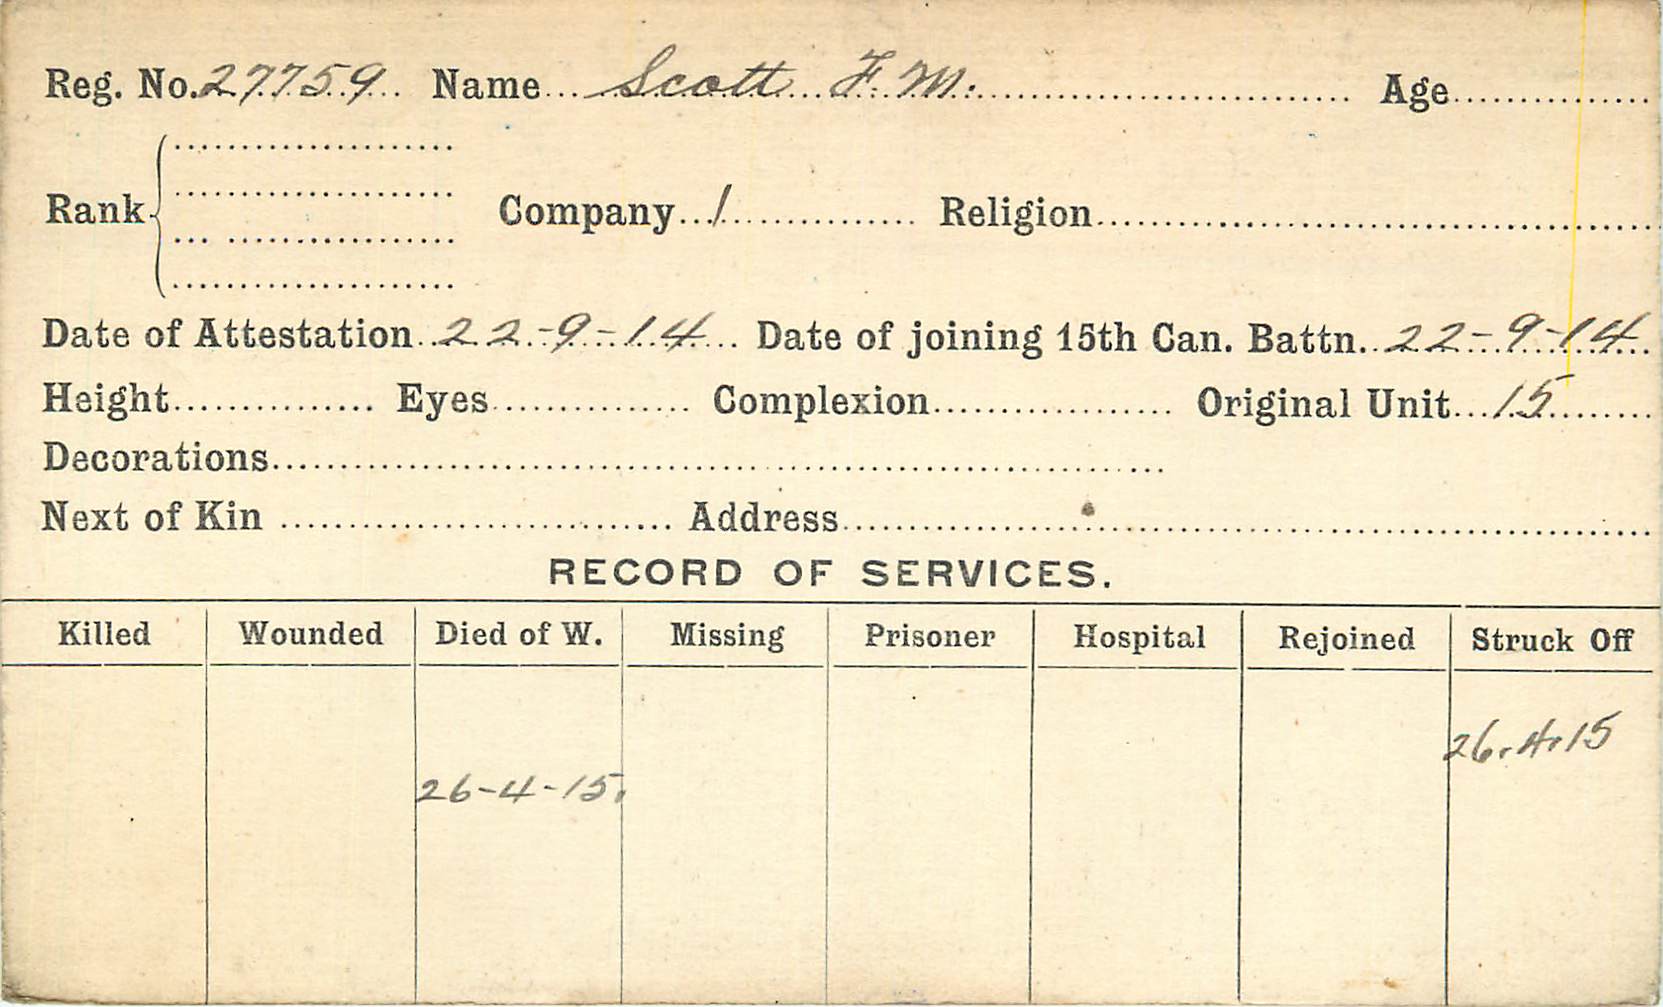 Reg. No. 27759 Name Scott F. M. Age
Rank Company 1 Religion
Date of Attestation 22-9-14 Date of joining 15th Can. Battn. 22-9-14
Height Eyes Complexion Original Unit 15
Decorations
Next of Kin Address
RECORD OF SERVICES.
Killed Wounded Died of W. Missing Prisoner Hospital Rejoined Struck Off
26.4.15
26-4-15.